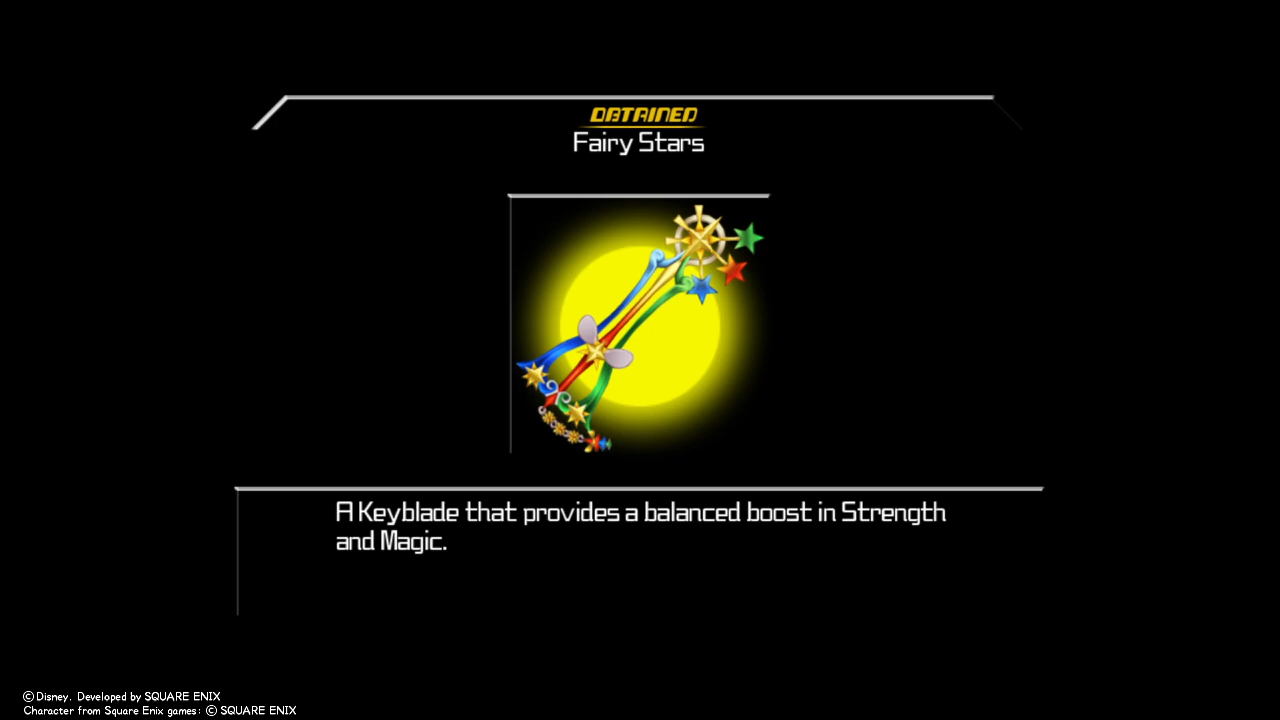 OBTAINED
Fairy Stars
A Keyblade that provides a balanced boost in Strength
and Magic.
©Disney. Developed by SQUARE ENIX
Character from Square Enix games: © SQUARE ENIX